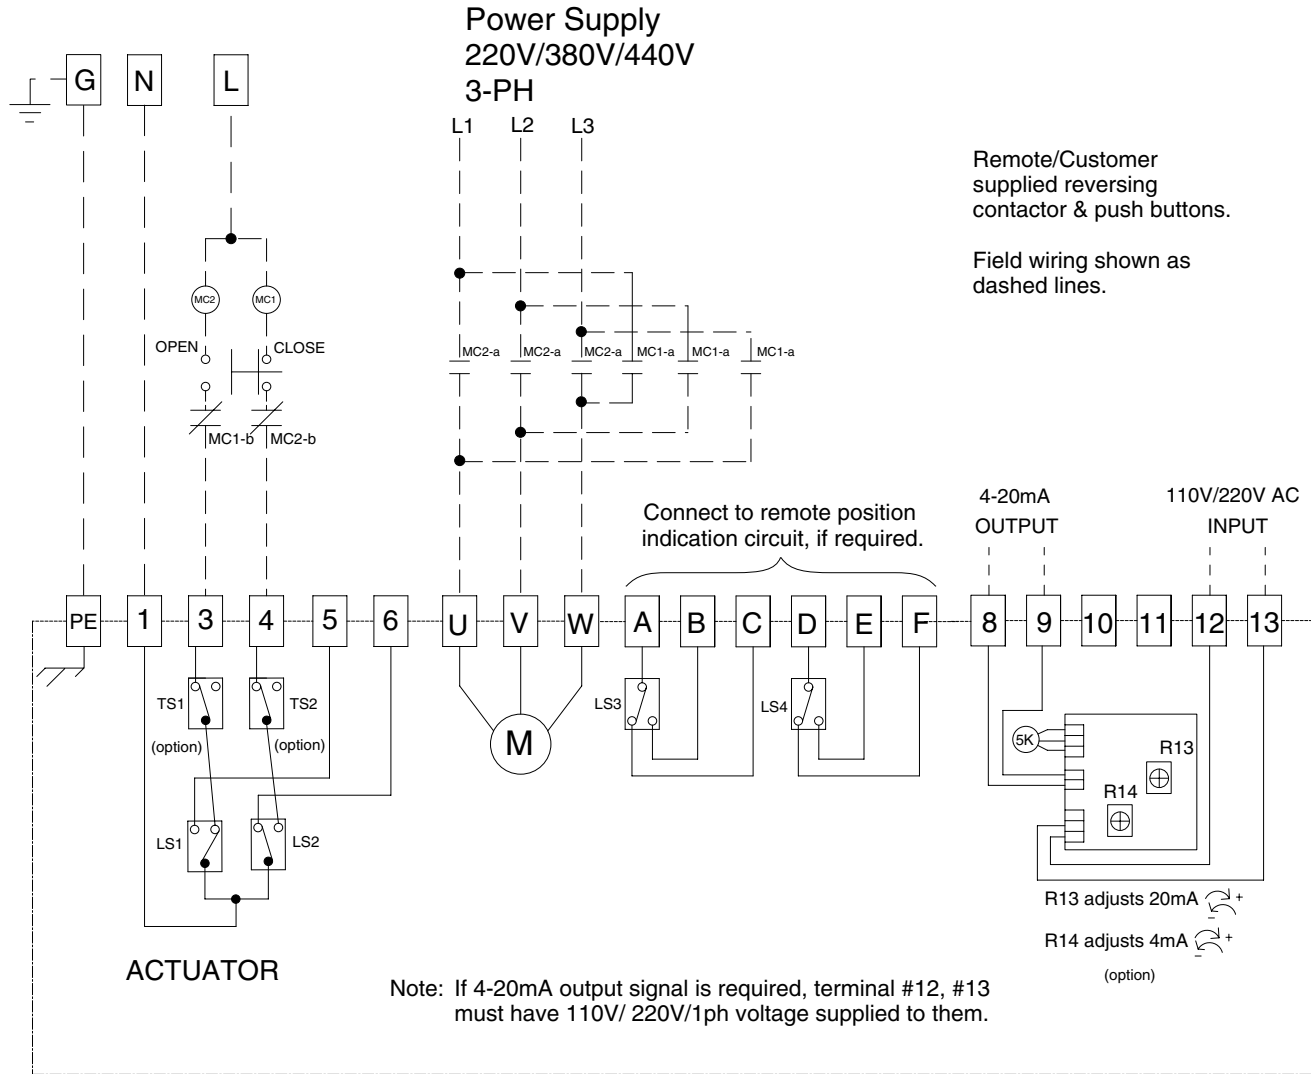 Power Supply
220V/380V/440V
3-PH
G N L
L1 L2 L3
Remote/Customer
supplied reversing
contactor & push buttons.
Field wiring shown as
dashed lines.
MC2 MC1
OPEN CLOSE
MC2-a MC2-a MC2-a MC1-a MC1-a MC1-a
MC1-b MC2-b
Connect to remote position
indication circuit, if required.
4-20mA
OUTPUT
110V/220V AC
INPUT
PE 1 3 4 5 6 U V W A B C D E F 8 9 10 11 12 13
TS1 TS2
(option) (option)
LS3 LS4
M
5K
R13
R14
LS1 LS2
R13 adjusts 20mA + -
R14 adjusts 4mA + -
(option)
ACTUATOR
Note: If 4-20mA output signal is required, terminal #12, #13
must have 110V/ 220V/1ph voltage supplied to them.